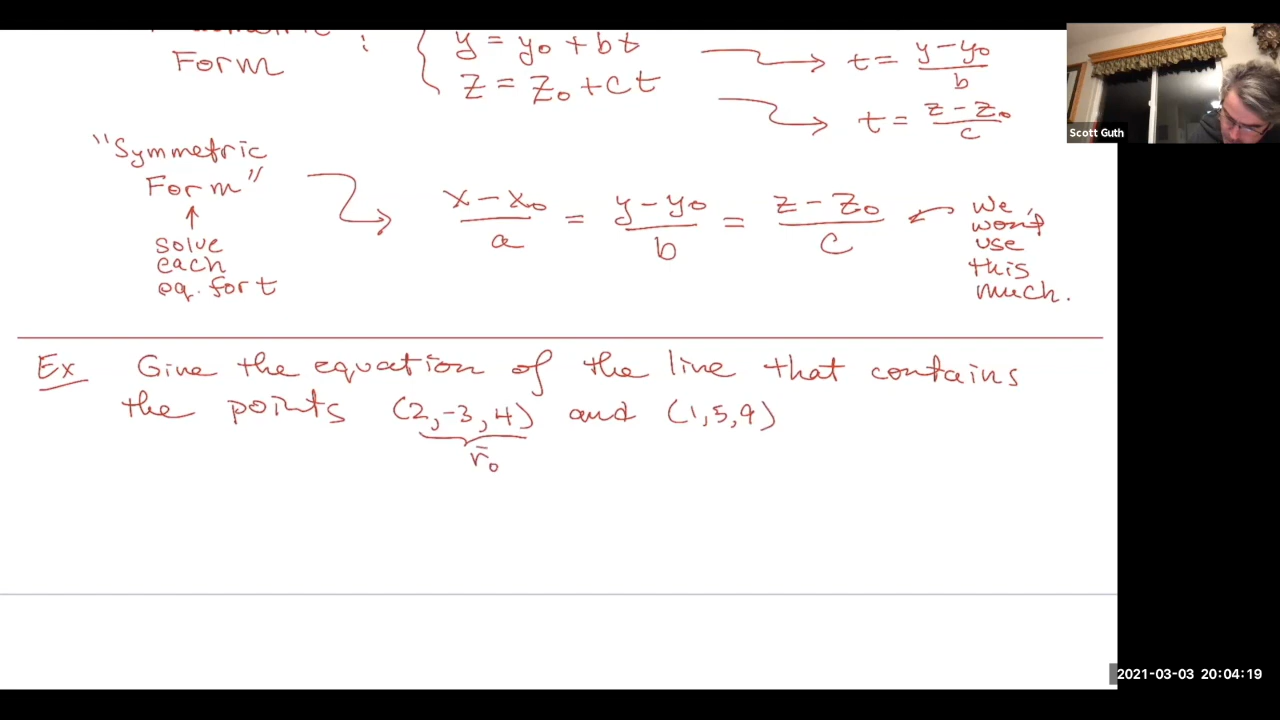 Form : y = y₀ + bt t = y − y₀ / b
z = z₀ + ct t = z − z₀ / c
"Symmetric
Form"
↑
solve
each
eq. for t
x − x₀ / a = y − y₀ / b = z − z₀ / c
we won't
use
this
much.
Ex Give the equation of the line that contains
the points (2, -3, 4) and (1, 5, 9)
r̄₀
Scott Guth
2021-03-03 20:04:19